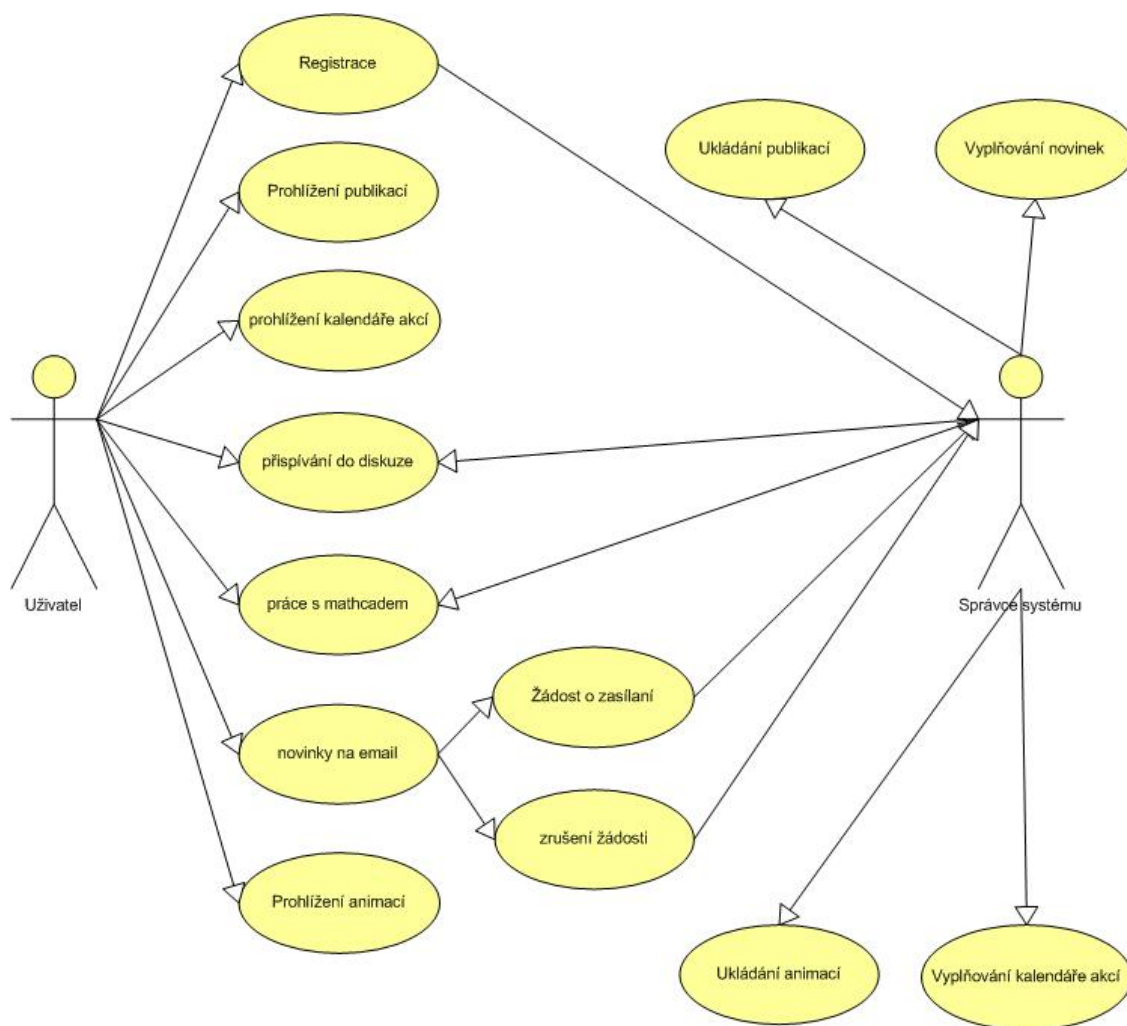 Registrace
Ukládání publikací
Vyplňování novinek
Prohlížení publikací
prohlížení kalendáře akcí
přispívání do diskuze
práce s mathcadem
Uživatel
Správce systému
Žádost o zasílaní
novinky na email
zrušení žádosti
Prohlížení animací
Ukládání animací
Vyplňování kalendáře akcí